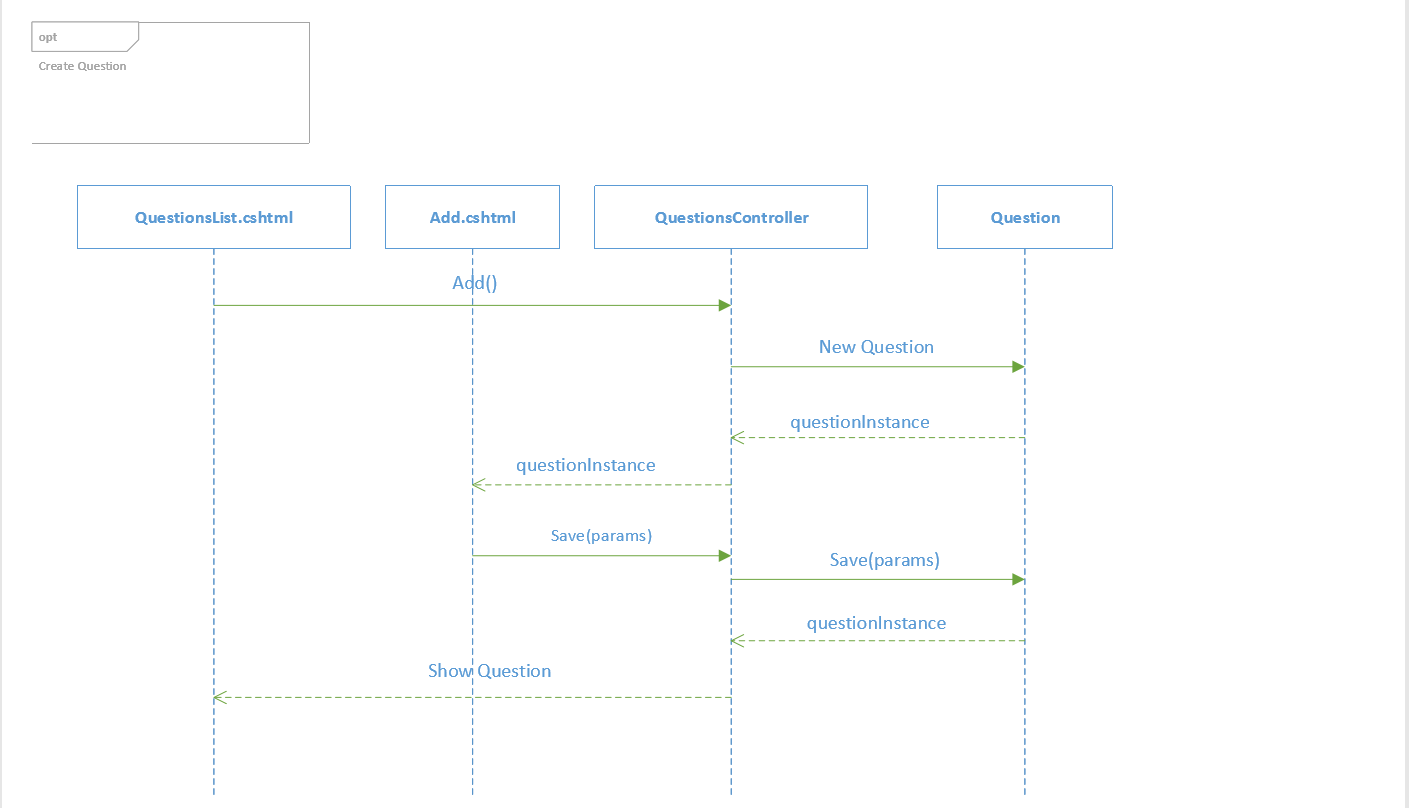 opt
Create Question
QuestionsList.cshtml
Add.cshtml
QuestionsController
Question
Add()
New Question
questionInstance
questionInstance
Save(params)
Save(params)
questionInstance
Show Question